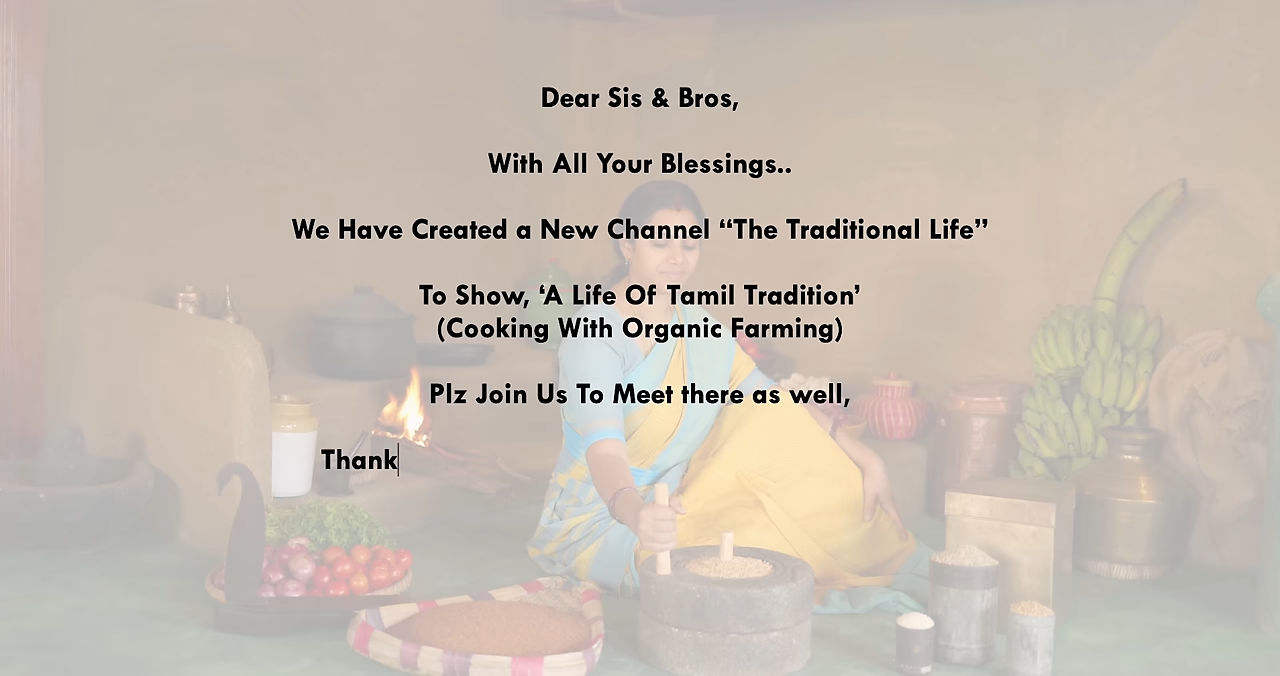 Dear Sis & Bros,
With All Your Blessings..
We Have Created a New Channel “The Traditional Life”
To Show, ‘A Life Of Tamil Tradition’
(Cooking With Organic Farming)
Plz Join Us To Meet there as well,
Thank